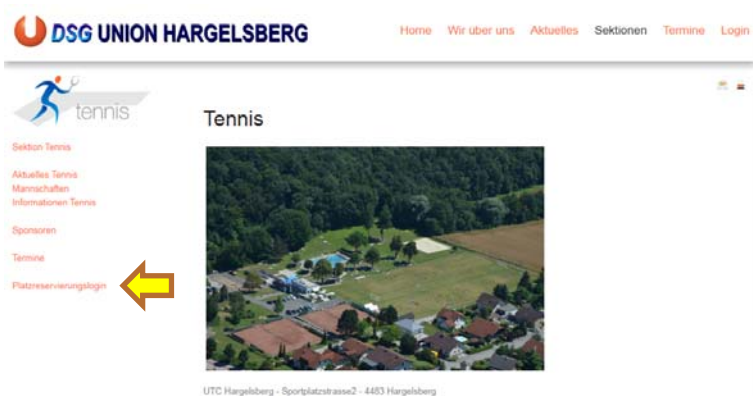 DSG UNION HARGELSBERG
Home Wir über uns Aktuelles Sektionen Termine Login
tennis
Tennis
Sektion Tennis
Aktuelles Tennis
Mannschaften
Informationen Tennis
Sponsoren
Termine
Platzreservierungslogin
UTC Hargelsberg - Sportplatzstrasse2 - 4483 Hargelsberg